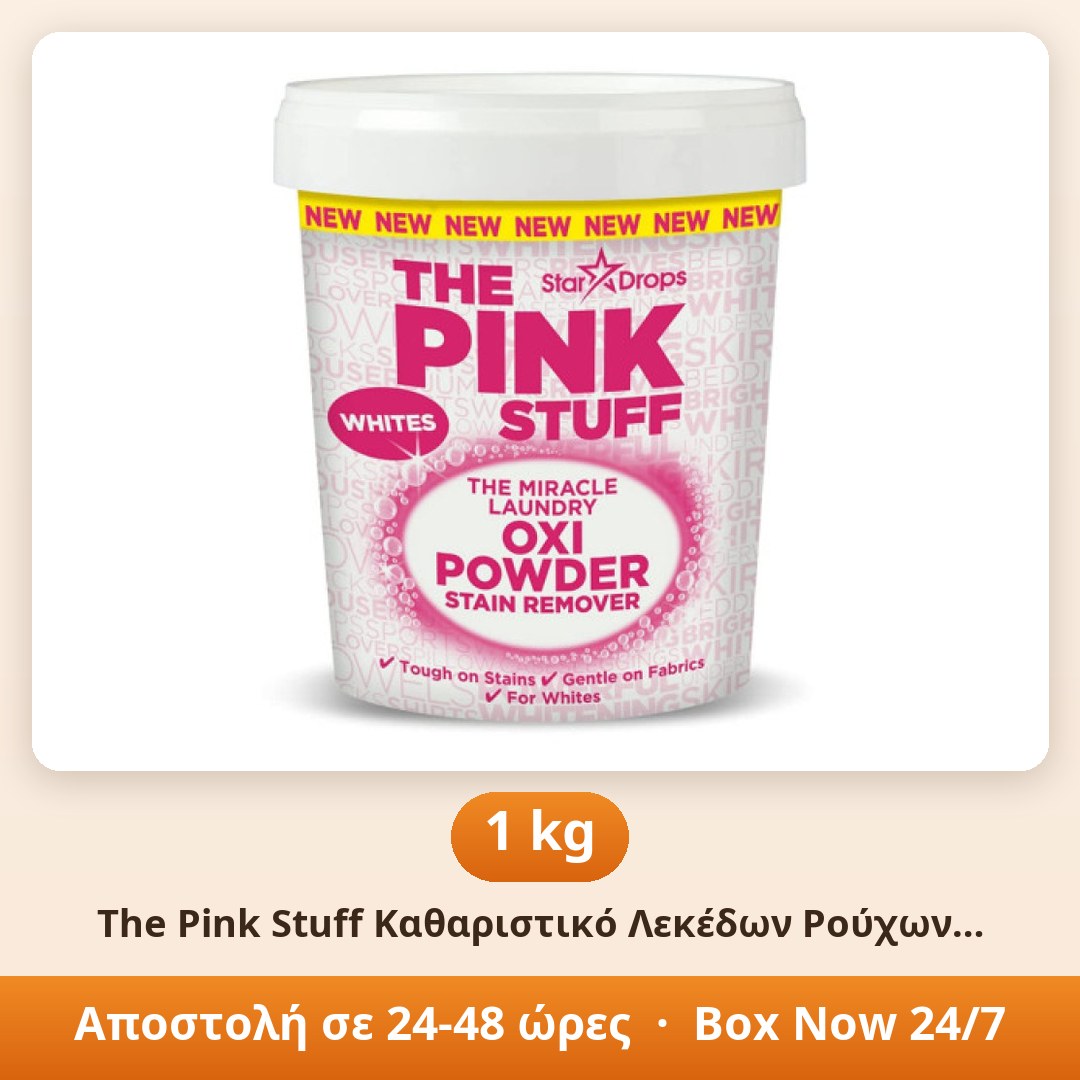 NEW NEW NEW NEW NEW NEW NEW
THE
Star Drops
PINK
STUFF
WHITES
THE MIRACLE
LAUNDRY
OXI
POWDER
STAIN REMOVER
✔ Tough on Stains ✔ Gentle on Fabrics
✔ For Whites
1 kg
The Pink Stuff Καθαριστικό Λεκέδων Ρούχων...
Αποστολή σε 24-48 ώρες · Box Now 24/7